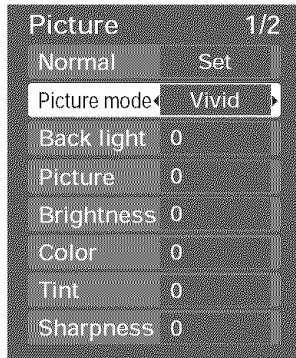 Picture 1/2
Normal Set
Picture mode Vivid
Back light 0
Picture 0
Brightness 0
Color 0
Tint 0
Sharpness 0